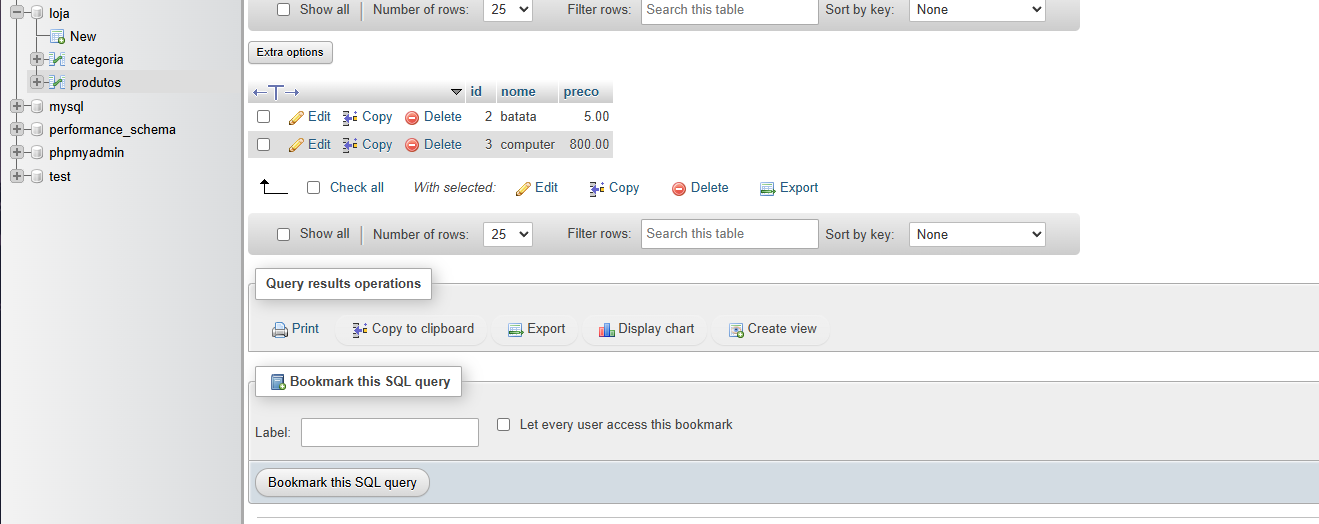 loja
New
categoria
produtos
mysql
performance_schema
phpmyadmin
test
Show all Number of rows: 25 Filter rows: Search this table Sort by key: None
Extra options
id nome preco
Edit Copy Delete 2 batata 5.00
Edit Copy Delete 3 computer 800.00
Check all With selected: Edit Copy Delete Export
Show all Number of rows: 25 Filter rows: Search this table Sort by key: None
Query results operations
Print Copy to clipboard Export Display chart Create view
Bookmark this SQL query
Label: Let every user access this bookmark
Bookmark this SQL query